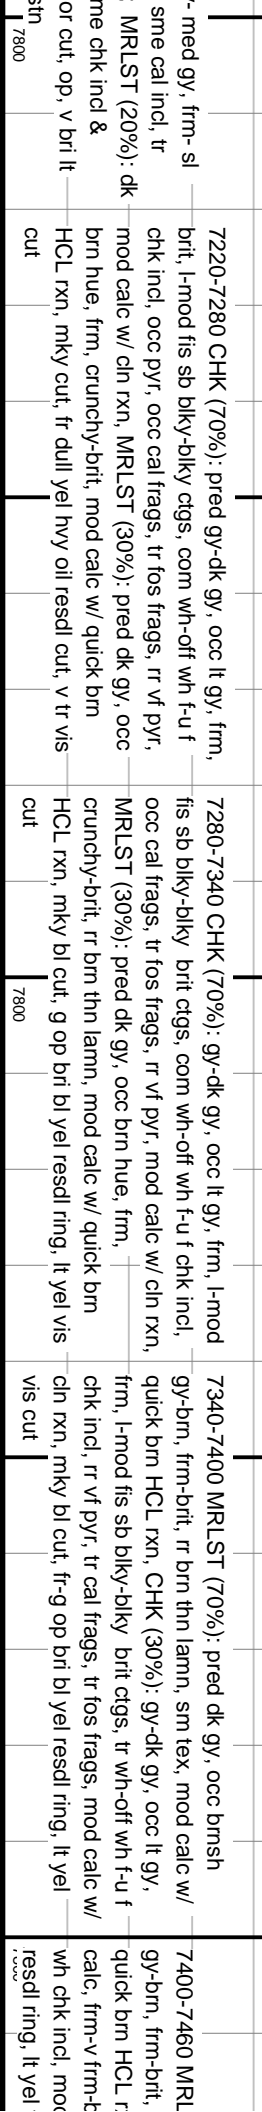 - med gy, frm- sl
sme cal incl, tr
: MRLST (20%): dk
me chk incl &
or cut, op, v bri lt
stn
7800
7220-7280 CHK (70%): pred gy-dk gy, occ lt gy, frm,
brit, l-mod fis sb blky-blky ctgs, com wh-off wh f-u f
chk incl, occ pyr, occ cal frags, tr fos frags, rr vf pyr,
mod calc w/ cln rxn, MRLST (30%): pred dk gy, occ
brn hue, frm, crunchy-brit, mod calc w/ quick brn
HCL rxn, mky cut, fr dull yel hvy oil resdl cut, v tr vis
cut
7280-7340 CHK (70%): gy-dk gy, occ lt gy, frm, l-mod
fis sb blky-blky brit ctgs, com wh-off wh f-u f chk incl,
occ cal frags, tr fos frags, rr vf pyr, mod calc w/ cln rxn,
MRLST (30%): pred dk gy, occ brn hue, frm,
crunchy-brit, rr brn thn lamn, mod calc w/ quick brn
HCL rxn, mky bl cut, g op bri bl yel resdl ring, lt yel vis
cut
7800
7340-7400 MRLST (70%): pred dk gy, occ brnsh
gy-brn, frm-brit, rr brn thn lamn, sm tex, mod calc w/
quick brn HCL rxn, CHK (30%): gy-dk gy, occ lt gy,
frm, l-mod fis sb blky-blky brit ctgs, tr wh-off wh f-u f
chk incl, rr vf pyr, tr cal frags, tr fos frags, mod calc w/
cln rxn, mky bl cut, fr-g op bri bl yel resdl ring, lt yel
vis cut
7400-7460 MRL
gy-brn, frm-brit,
quick brn HCL r
calc, frm-v frm-b
wh chk incl, mo
resdl ring, lt yel